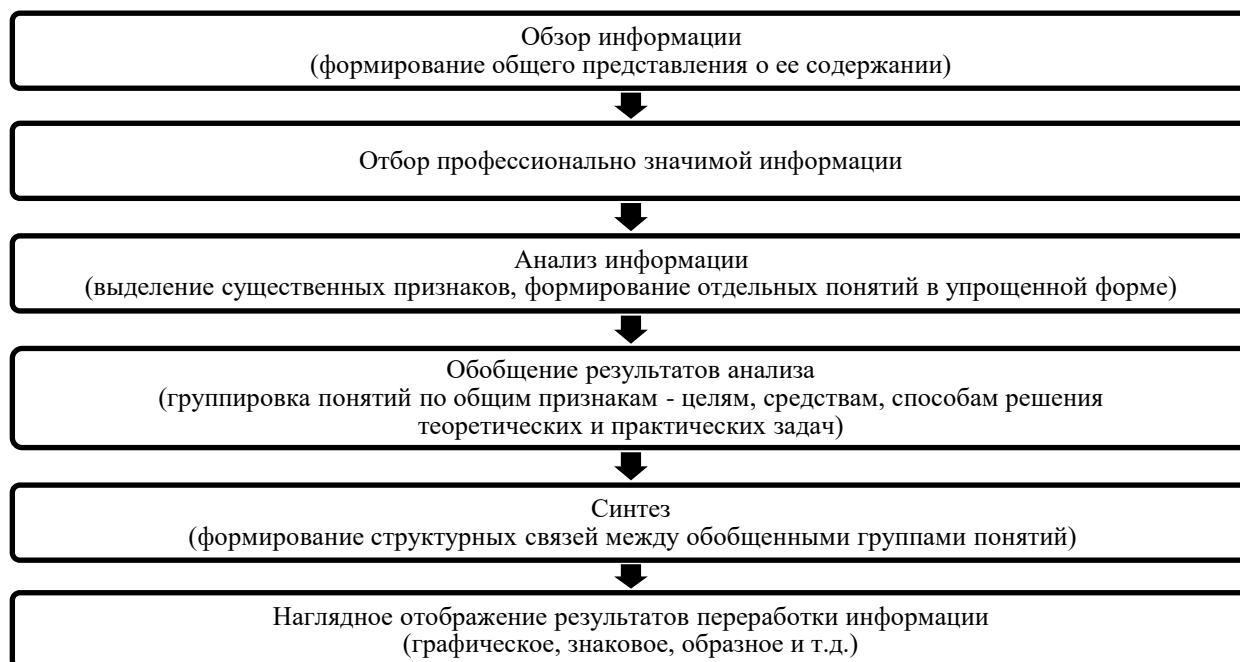 Обзор информации
(формирование общего представления о ее содержании)
Отбор профессионально значимой информации
Анализ информации
(выделение существенных признаков, формирование отдельных понятий в упрощенной форме)
Обобщение результатов анализа
(группировка понятий по общим признакам - целям, средствам, способам решения
теоретических и практических задач)
Синтез
(формирование структурных связей между обобщенными группами понятий)
Наглядное отображение результатов переработки информации
(графическое, знаковое, образное и т.д.)